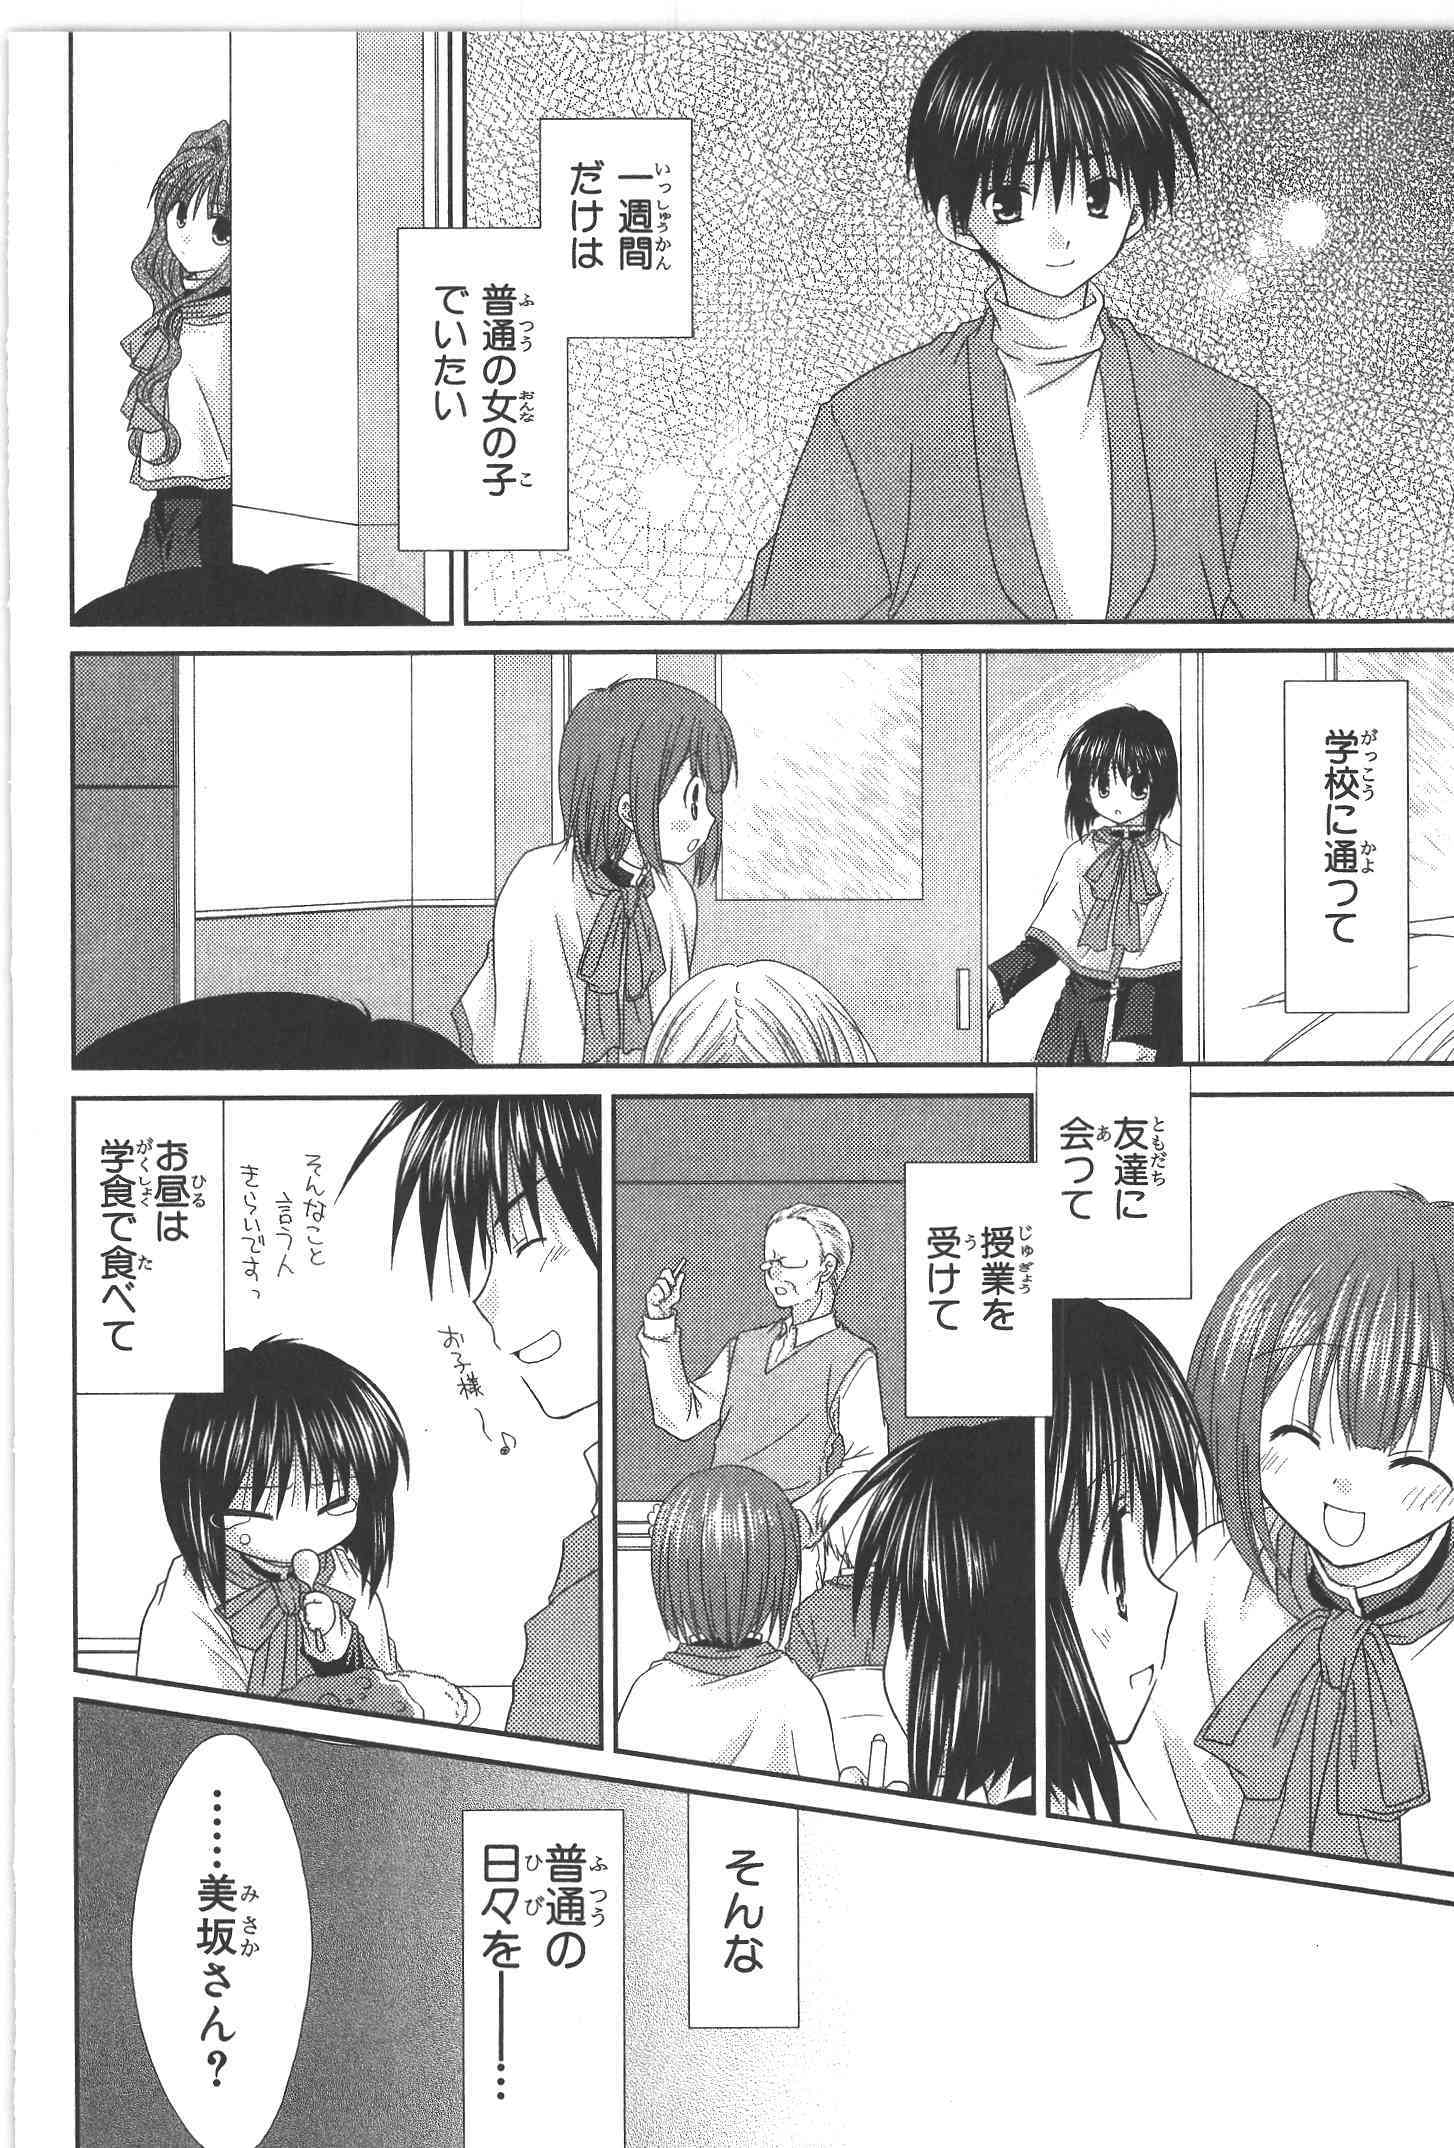 一週間
だけは
普通の女の子
でいたい
学校に通って
友達に
会って
授業を
受けて
そんなこと
言う人
きらいですっ
お子様〜♪
お昼は
学食で食べて
そんな
普通の
日々を――…
……美坂さん？